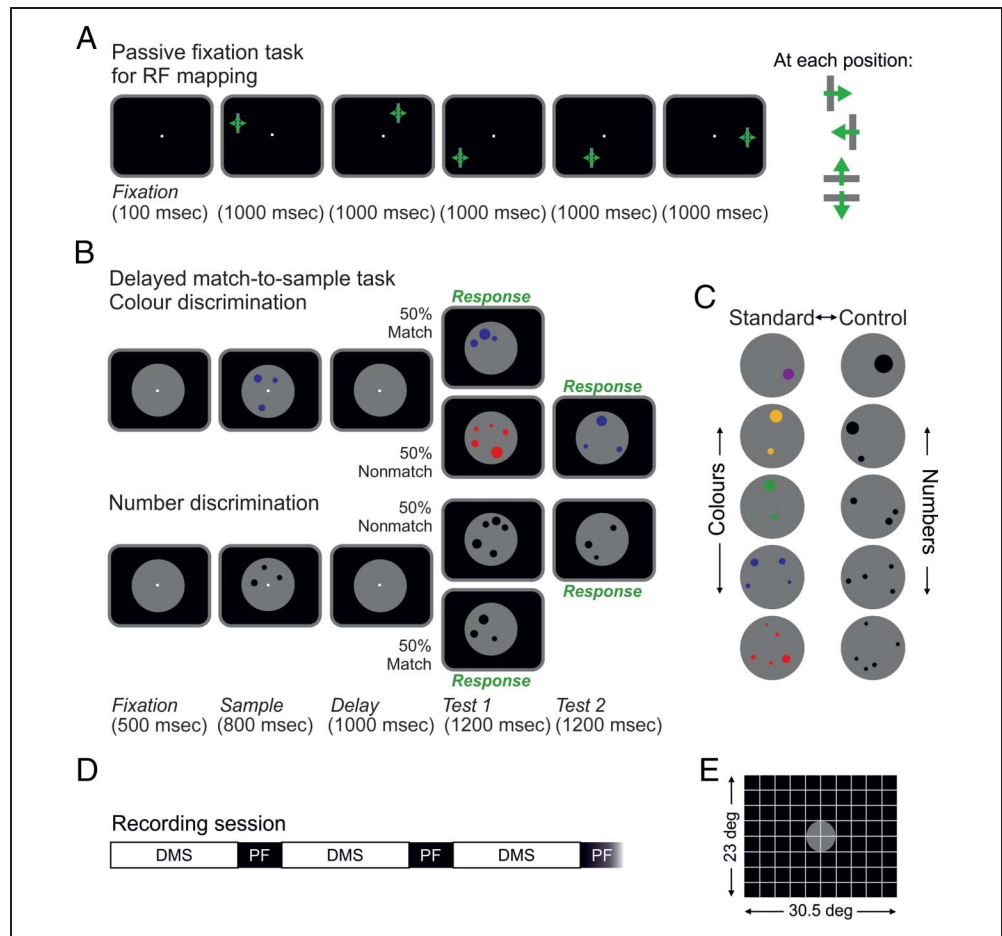 A
Passive fixation task
for RF mapping
At each position:
Fixation
(100 msec) (1000 msec) (1000 msec) (1000 msec) (1000 msec) (1000 msec)
B
Delayed match-to-sample task
Colour discrimination
50%
Match
Response
Response
50%
Nonmatch
Number discrimination
50%
Nonmatch
Response
50%
Match
Response
Fixation Sample Delay Test 1 Test 2
(500 msec) (800 msec) (1000 msec) (1200 msec) (1200 msec)
C
Standard Control
Colours
Numbers
D
Recording session
DMS PF DMS PF DMS PF
E
23 deg
30.5 deg